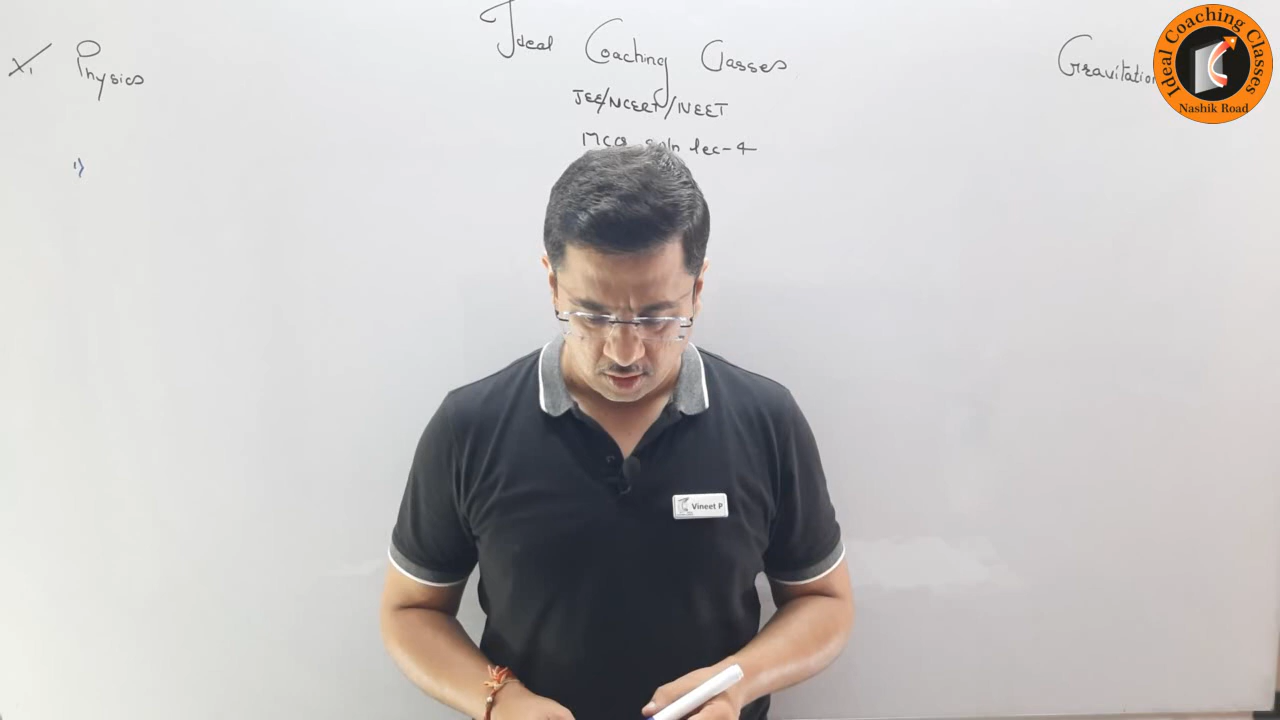 XI Physics
Ideal Coaching Classes
Gravitation
JEE/NCERT/NEET
MCQ Soln lec-4
1)
Ideal Coaching Classes
Nashik Road
Vineet P